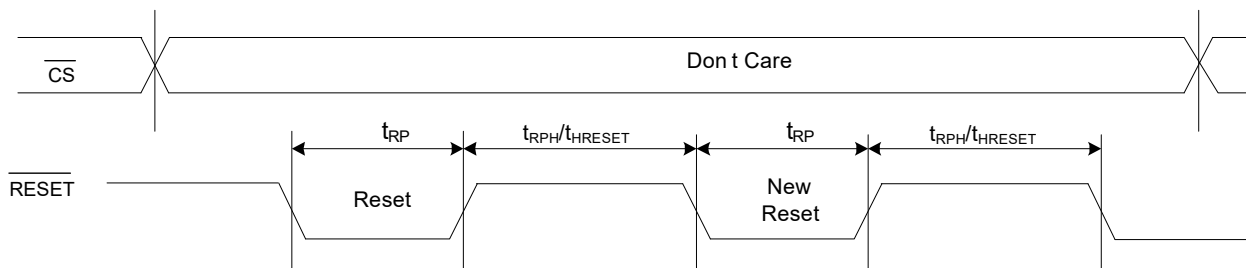 CS
Don t Care
tRP
tRPH/tHRESET
tRP
tRPH/tHRESET
RESET
Reset
New
Reset